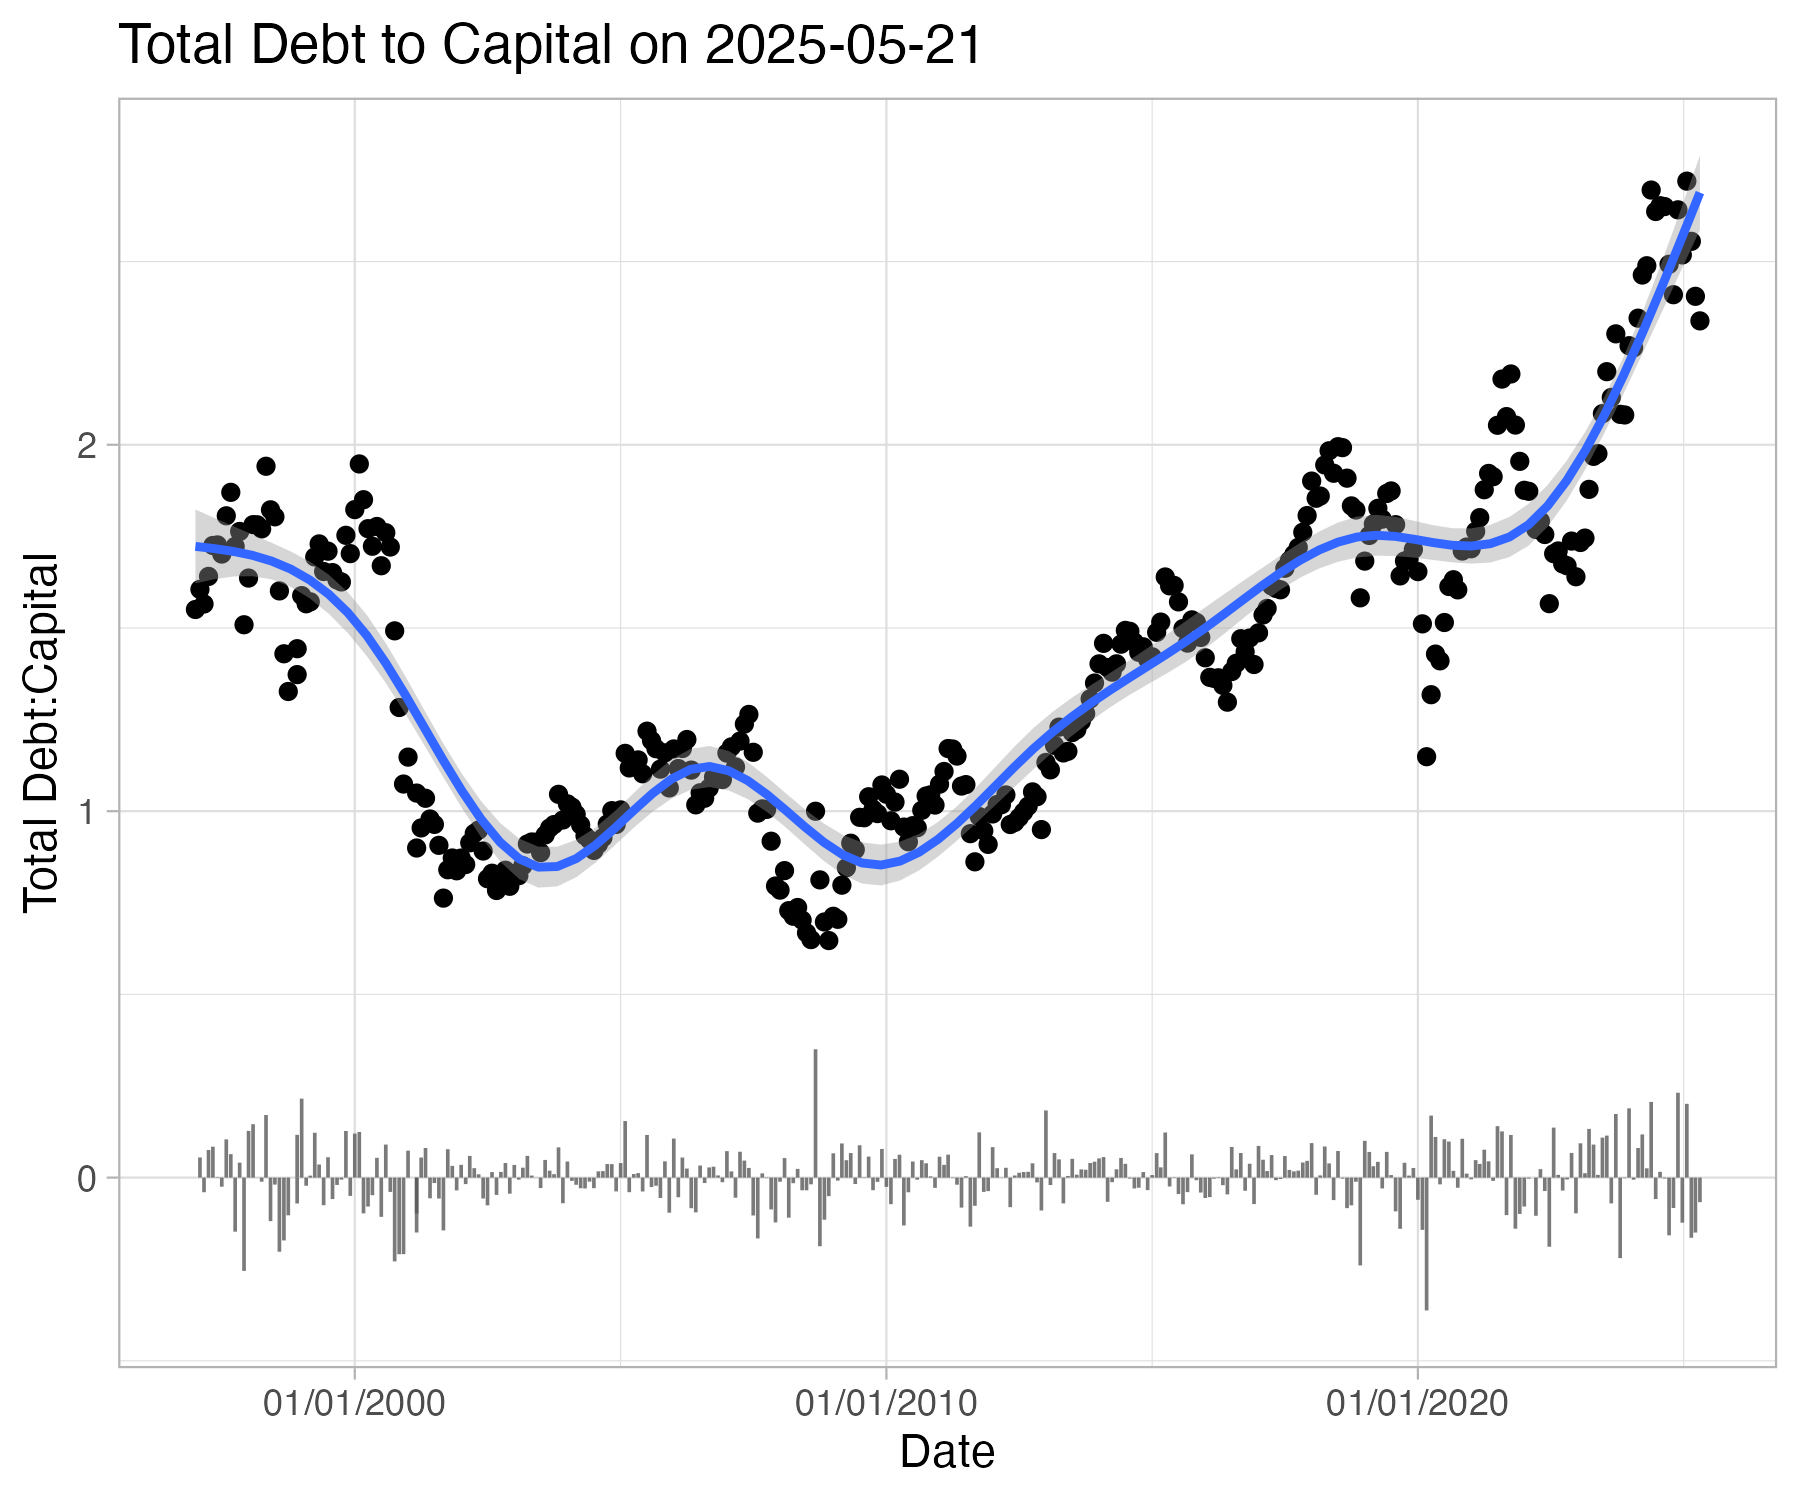 Total Debt to Capital on 2025-05-21
Total Debt:Capital
2
1
0
01/01/2000
01/01/2010
01/01/2020
Date